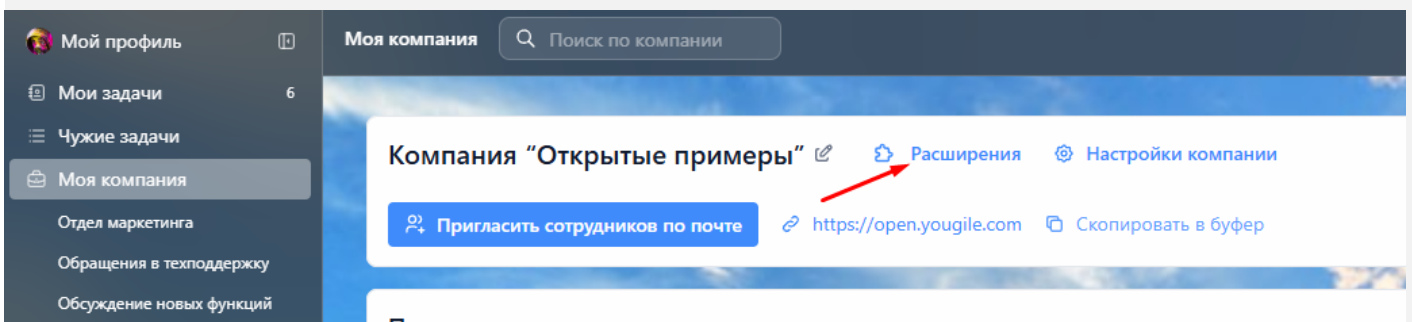 Мой профиль
Мои задачи 6
Чужие задачи
Моя компания
Отдел маркетинга
Обращения в техподдержку
Обсуждение новых функций
Моя компания Поиск по компании
Компания “Открытые примеры” Расширения Настройки компании
Пригласить сотрудников по почте https://open.yougile.com Скопировать в буфер